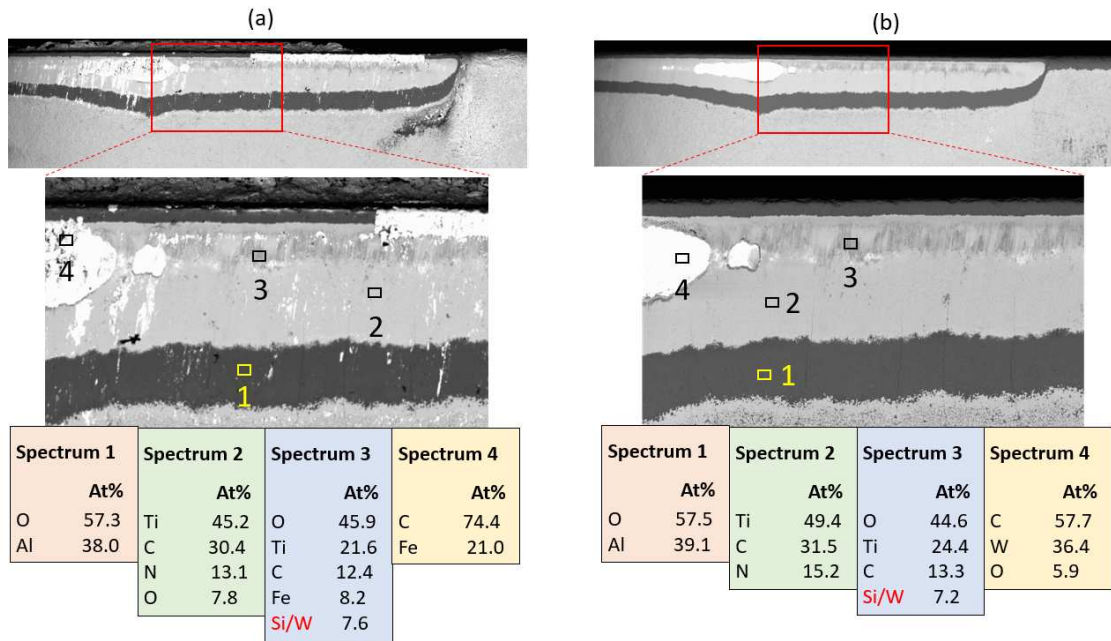 (a)
4
3
2
1
Spectrum 1
At%
O 57.3
Al 38.0
Spectrum 2
At%
Ti 45.2
C 30.4
N 13.1
O 7.8
Spectrum 3
At%
O 45.9
Ti 21.6
C 12.4
Fe 8.2
Si/W 7.6
Spectrum 4
At%
C 74.4
Fe 21.0
(b)
4
3
2
1
Spectrum 1
At%
O 57.5
Al 39.1
Spectrum 2
At%
Ti 49.4
C 31.5
N 15.2
Spectrum 3
At%
O 44.6
Ti 24.4
C 13.3
Si/W 7.2
Spectrum 4
At%
C 57.7
W 36.4
O 5.9